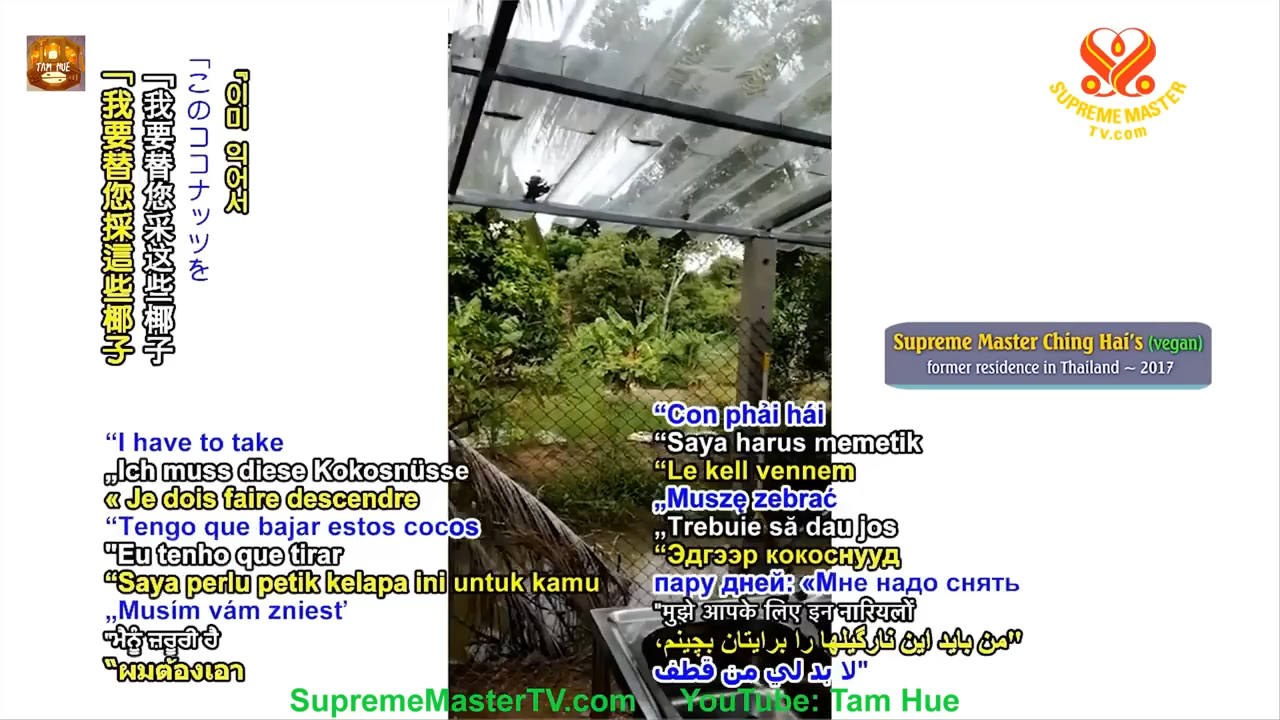 TAM HUE
「我要替您採這些椰子
『我要替您采这些椰子
「このココナッツを
『이미 익어서
SUPREME MASTER
TV.com
Supreme Master Ching Hai's (vegan)
former residence in Thailand ~ 2017
“I have to take
„Ich muss diese Kokosnüsse
« Je dois faire descendre
“Tengo que bajar estos cocos
"Eu tenho que tirar
“Saya perlu petik kelapa ini untuk kamu
„Musím vám zniesť
"ਮੈਨੂੰ ਜ਼ਰੂਰੀ ਹੈ
“ผมต้องเอา
“Con phải hái
“Saya harus memetik
“Le kell vennem
„Muszę zebrać
„Trebuie să dau jos
“Эдгээр кокоснууд
пару дней: «Мне надо снять
"मुझे आपके लिए इन नारियलों
"من باید این نارگیلها را برایتان بچینم،
"لا بد لي من قطف
SupremeMasterTV.com YouTube: Tam Hue